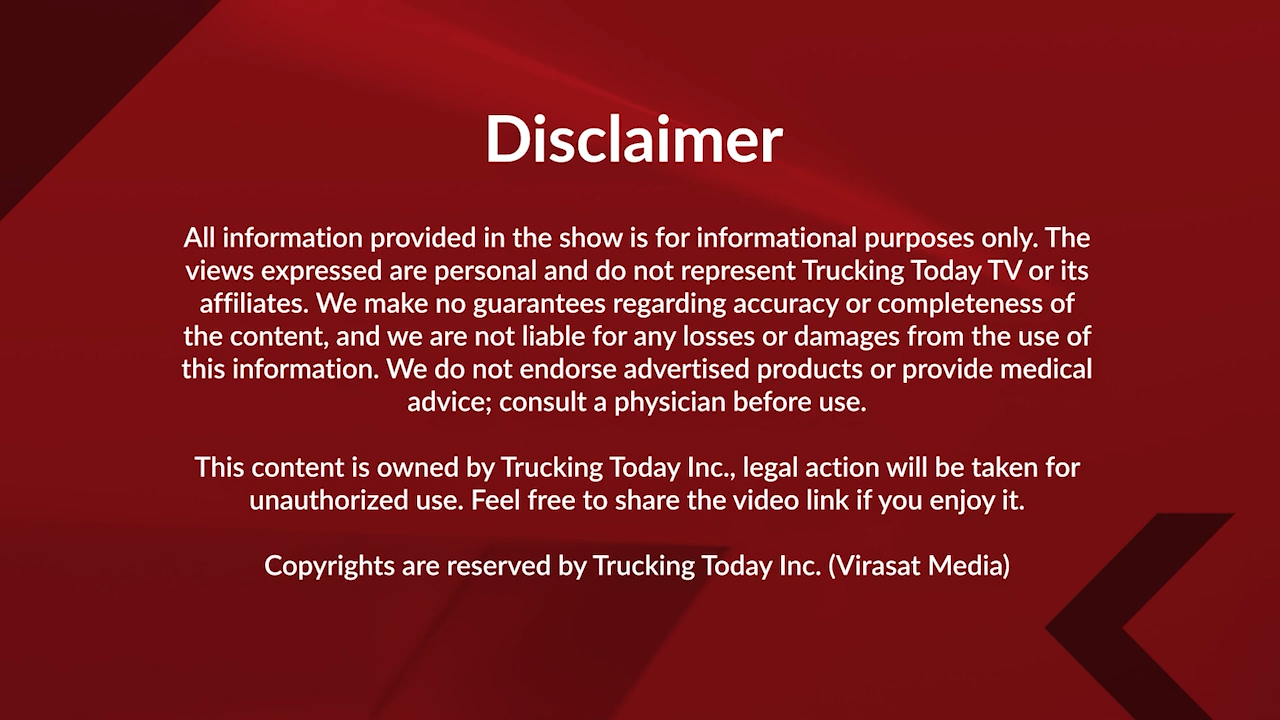 Disclaimer
All information provided in the show is for informational purposes only. The
views expressed are personal and do not represent Trucking Today TV or its
affiliates. We make no guarantees regarding accuracy or completeness of
the content, and we are not liable for any losses or damages from the use of
this information. We do not endorse advertised products or provide medical
advice; consult a physician before use.
This content is owned by Trucking Today Inc., legal action will be taken for
unauthorized use. Feel free to share the video link if you enjoy it.
Copyrights are reserved by Trucking Today Inc. (Virasat Media)